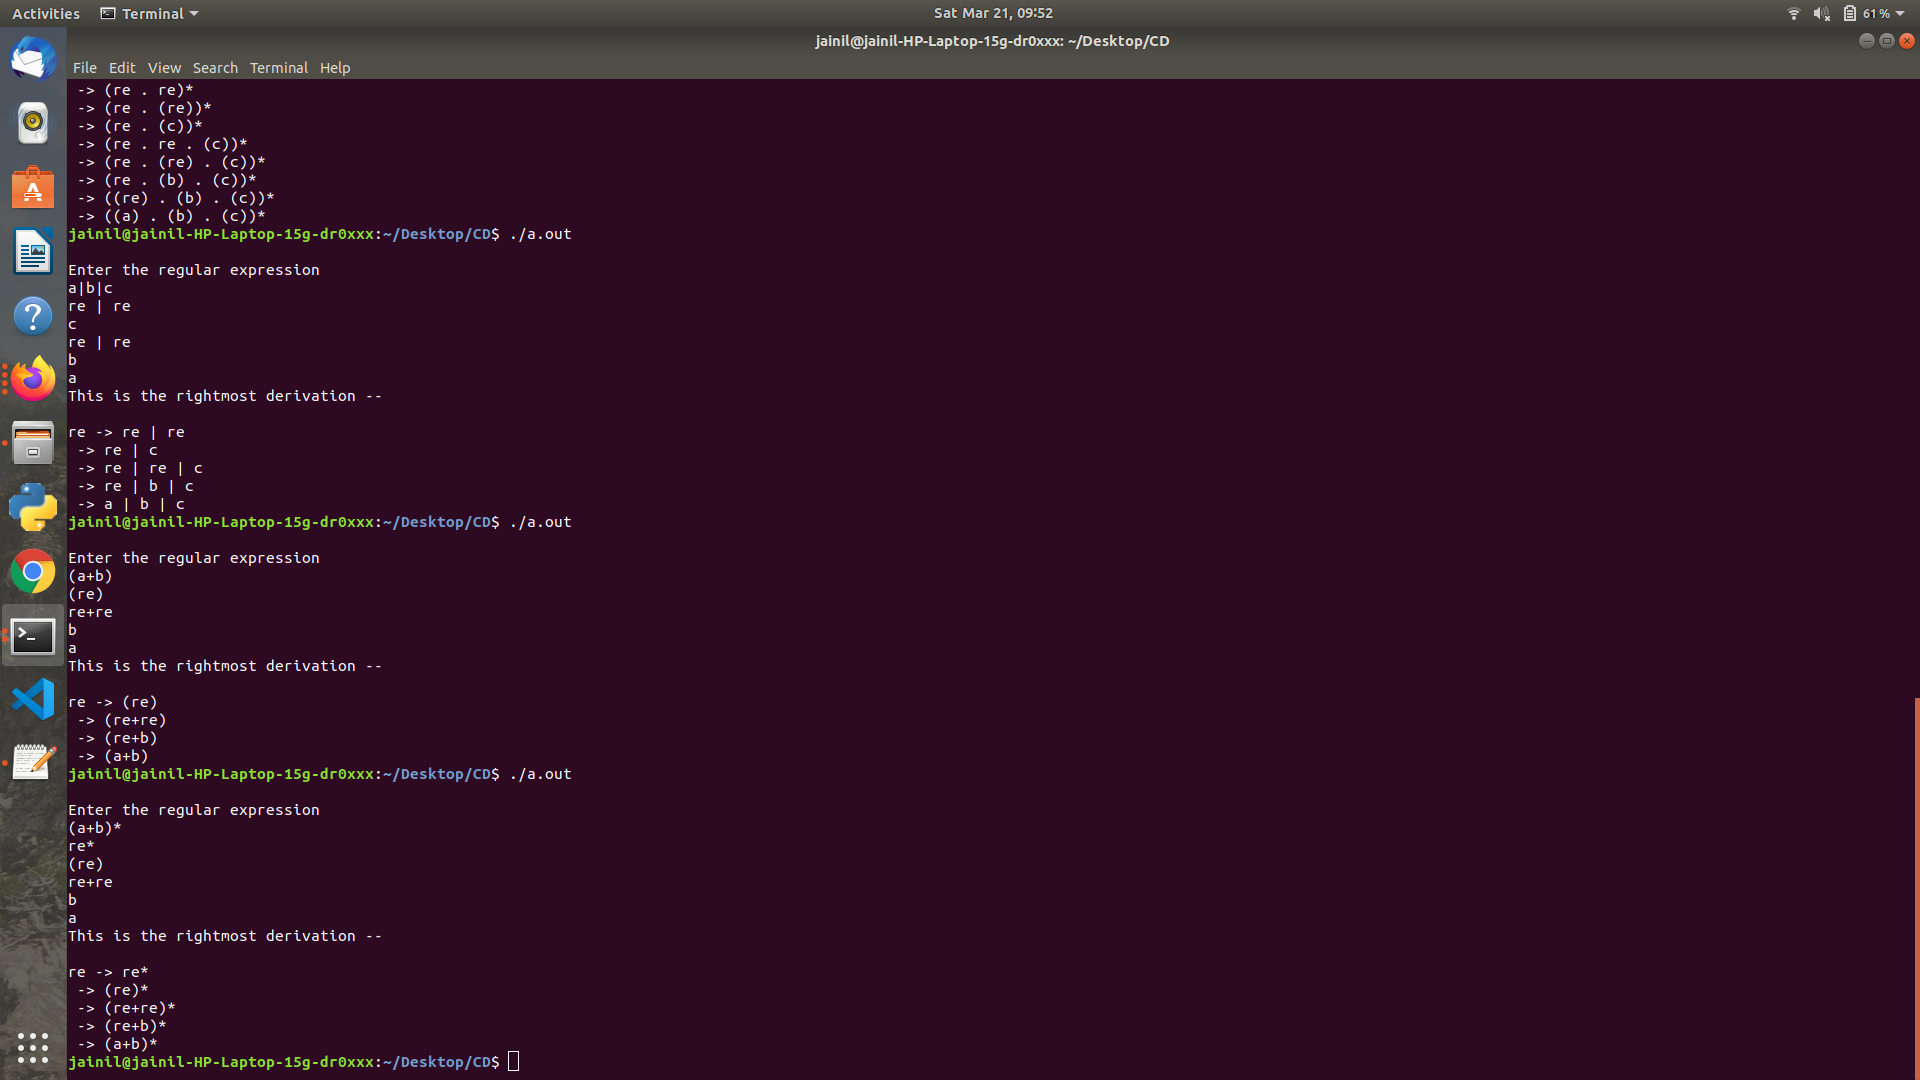 Activities Terminal Sat Mar 21, 09:52 61%
jainil@jainil-HP-Laptop-15g-dr0xxx: ~/Desktop/CD
File Edit View Search Terminal Help
 -> (re . re)*
 -> (re . (re))*
 -> (re . (c))*
 -> (re . re . (c))*
 -> (re . (re) . (c))*
 -> (re . (b) . (c))*
 -> ((re) . (b) . (c))*
 -> ((a) . (b) . (c))*
jainil@jainil-HP-Laptop-15g-dr0xxx:~/Desktop/CD$ ./a.out
Enter the regular expression
a|b|c
re | re
c
re | re
b
a
This is the rightmost derivation --
re -> re | re
 -> re | c
 -> re | re | c
 -> re | b | c
 -> a | b | c
jainil@jainil-HP-Laptop-15g-dr0xxx:~/Desktop/CD$ ./a.out
Enter the regular expression
(a+b)
(re)
re+re
b
a
This is the rightmost derivation --
re -> (re)
 -> (re+re)
 -> (re+b)
 -> (a+b)
jainil@jainil-HP-Laptop-15g-dr0xxx:~/Desktop/CD$ ./a.out
Enter the regular expression
(a+b)*
re*
(re)
re+re
b
a
This is the rightmost derivation --
re -> re*
 -> (re)*
 -> (re+re)*
 -> (re+b)*
 -> (a+b)*
jainil@jainil-HP-Laptop-15g-dr0xxx:~/Desktop/CD$